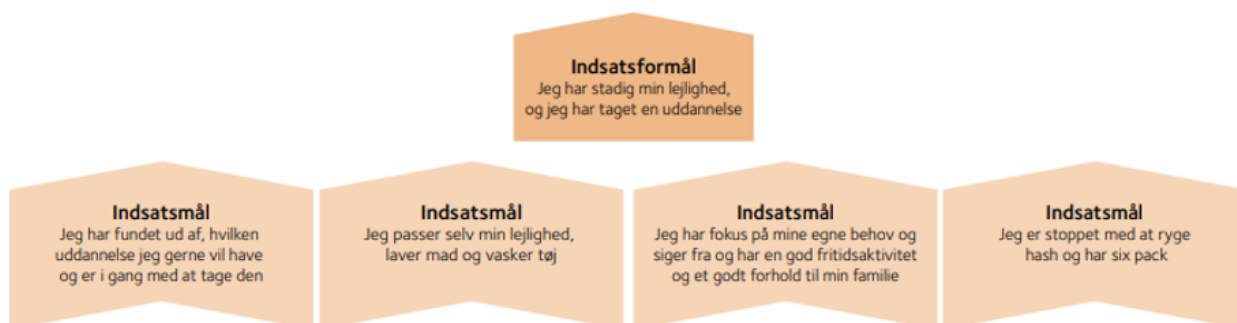 Indsatsformål
Jeg har stadig min lejlighed,
og jeg har taget en uddannelse
Indsatsmål
Jeg har fundet ud af, hvilken
uddannelse jeg gerne vil have
og er i gang med at tage den
Indsatsmål
Jeg passer selv min lejlighed,
laver mad og vasker tøj
Indsatsmål
Jeg har fokus på mine egne behov og
siger fra og har en god fritidsaktivitet
og et godt forhold til min familie
Indsatsmål
Jeg er stoppet med at ryge
hash og har six pack